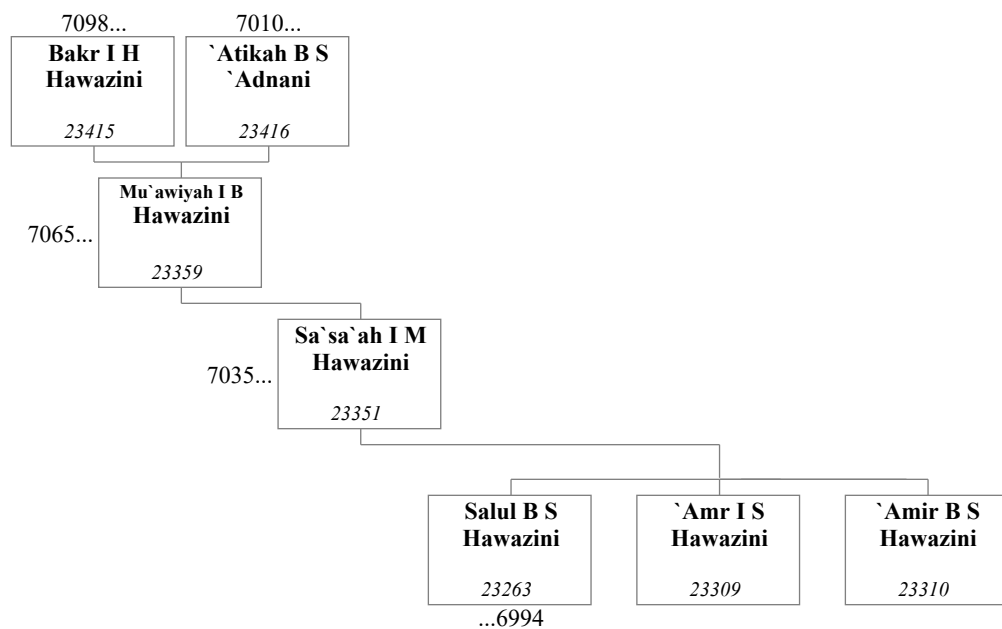 7098...
7010...
Bakr I H
Hawazini
23415
`Atikah B S
`Adnani
23416
Mu`awiyah I B
Hawazini
23359
7065...
Sa`sa`ah I M
Hawazini
23351
7035...
Salul B S
Hawazini
23263
`Amr I S
Hawazini
23309
`Amir B S
Hawazini
23310
...6994